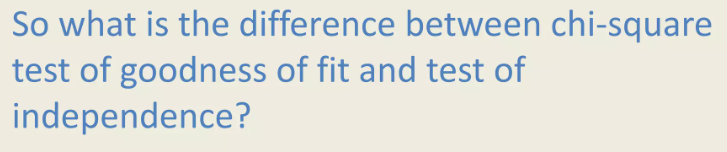 So what is the difference between chi-square
test of goodness of fit and test of
independence?